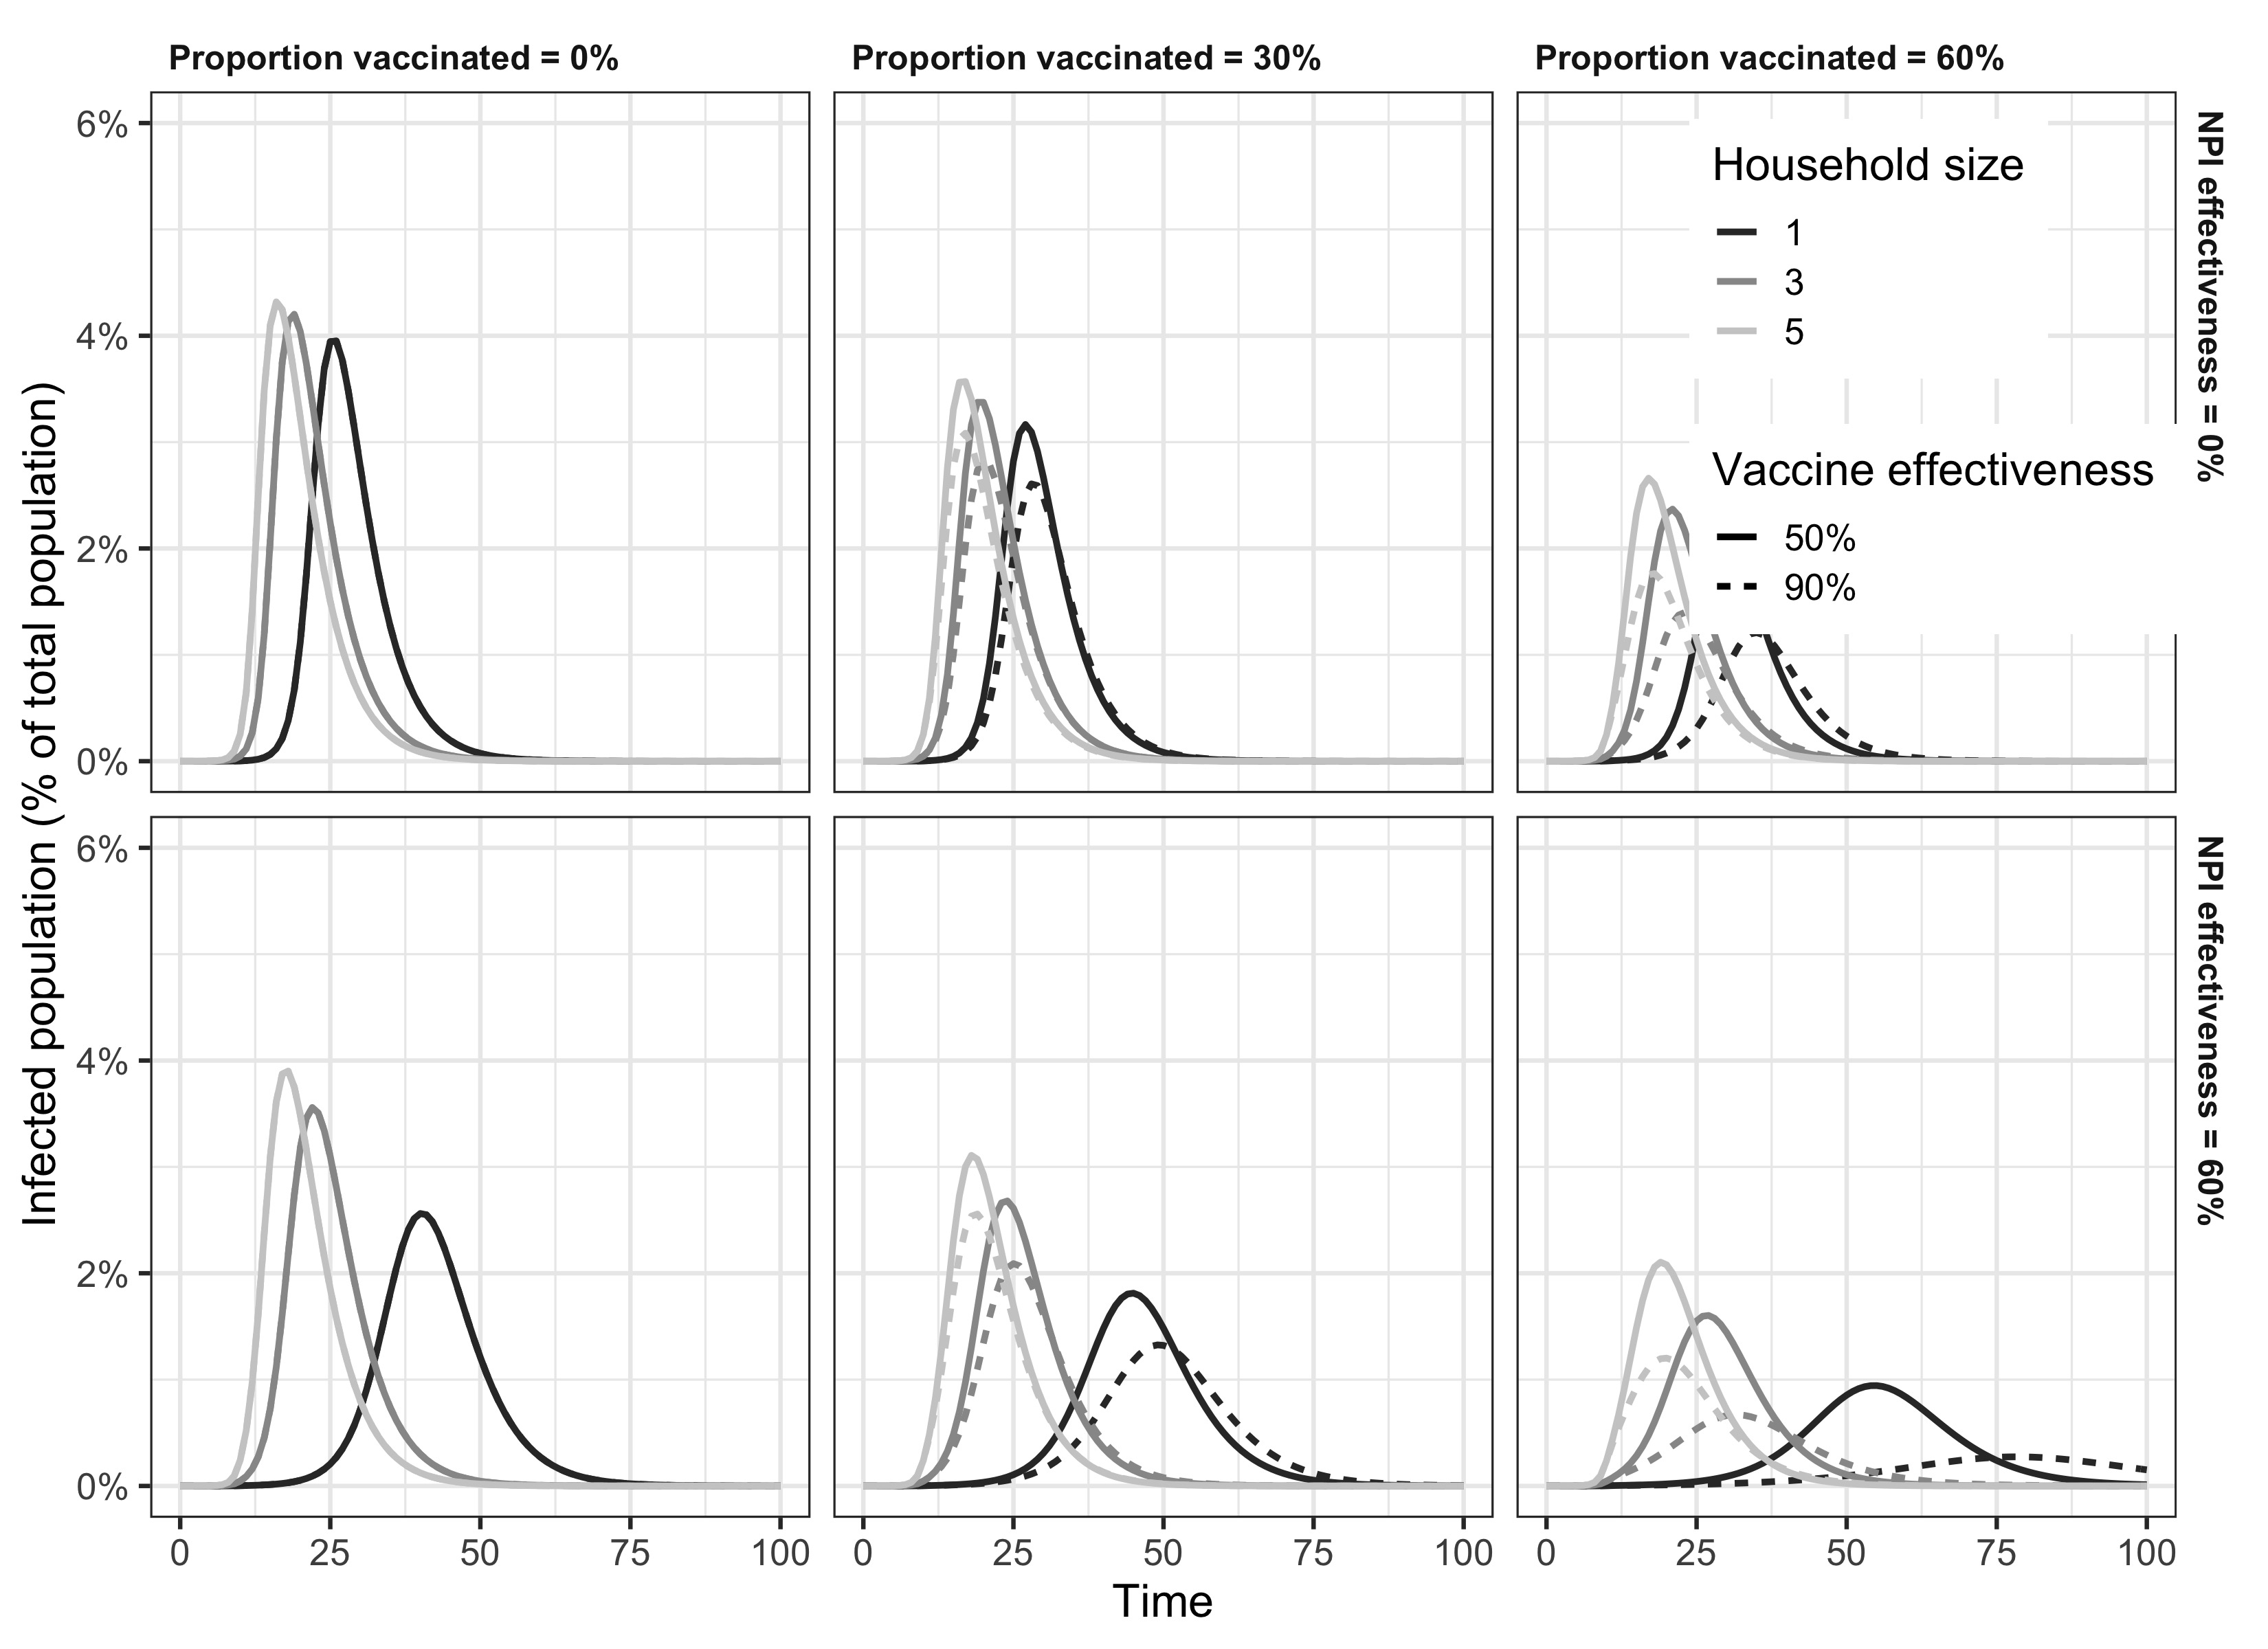 Proportion vaccinated = 0%
Proportion vaccinated = 30%
Proportion vaccinated = 60%
6%
4%
2%
0%
Household size
1
3
5
Vaccine effectiveness
50%
90%
NPI effectiveness = 0%
Infected population (% of total population)
6%
4%
2%
0%
NPI effectiveness = 60%
0 25 50 75 100
0 25 50 75 100
0 25 50 75 100
Time